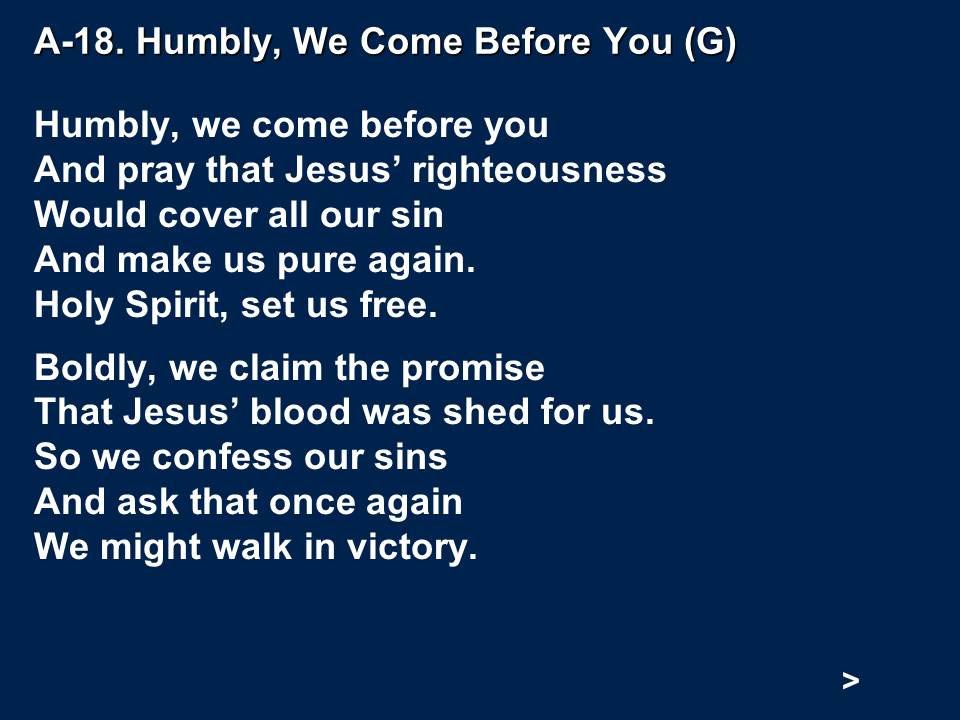 A-18. Humbly, We Come Before You (G)
Humbly, we come before you
And pray that Jesus’ righteousness
Would cover all our sin
And make us pure again.
Holy Spirit, set us free.
Boldly, we claim the promise
That Jesus’ blood was shed for us.
So we confess our sins
And ask that once again
We might walk in victory.
>